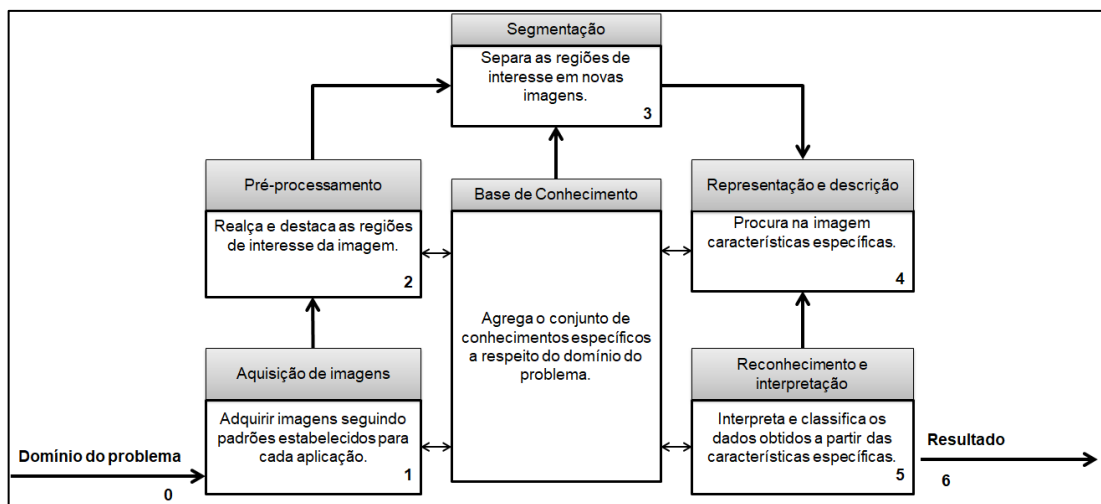 Segmentação
Separa as regiões de
interesse em novas
imagens.
3
Pré-processamento
Realça e destaca as regiões
de interesse da imagem.
2
Base de Conhecimento
Agrega o conjunto de
conhecimentos específicos
a respeito do domínio do
problema.
Representação e descrição
Procura na imagem
características específicas.
4
Aquisição de imagens
Adquirir imagens seguindo
padrões estabelecidos para
cada aplicação.
1
Reconhecimento e
interpretação
Interpreta e classifica os
dados obtidos a partir das
características específicas.
5
Domínio do problema
0
Resultado
6